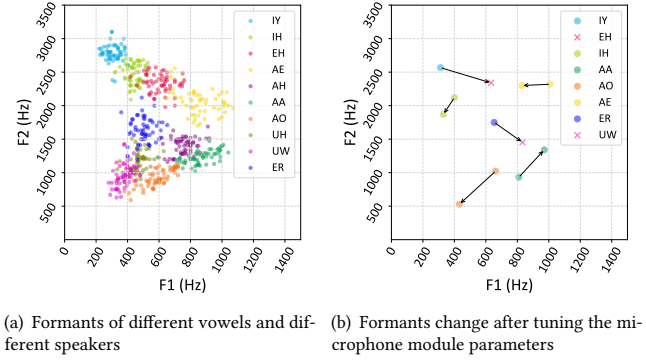 3500
3000
2500
2000
1500
1000
500
F2 (Hz)
0
200
400
600
800
1000
1200
1400
F1 (Hz)
IY
IH
EH
AE
AH
AA
AO
UH
UW
ER
3500
3000
2500
2000
1500
1000
500
F2 (Hz)
0
200
400
600
800
1000
1200
1400
F1 (Hz)
IY
EH
IH
AA
AO
AE
ER
UW
(a) Formants of different vowels and dif-
ferent speakers
(b) Formants change after tuning the mi-
crophone module parameters